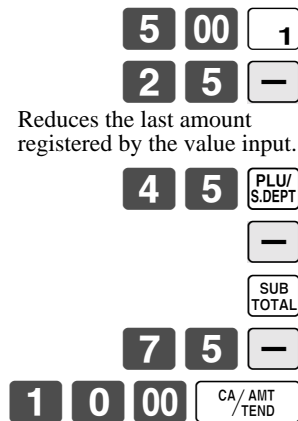 5 00 1
2 5 −
Reduces the last amount
registered by the value input.
4 5 PLU/
S.DEPT
−
SUB
TOTAL
7 5 −
1 0 00 CA/AMT
/TEND